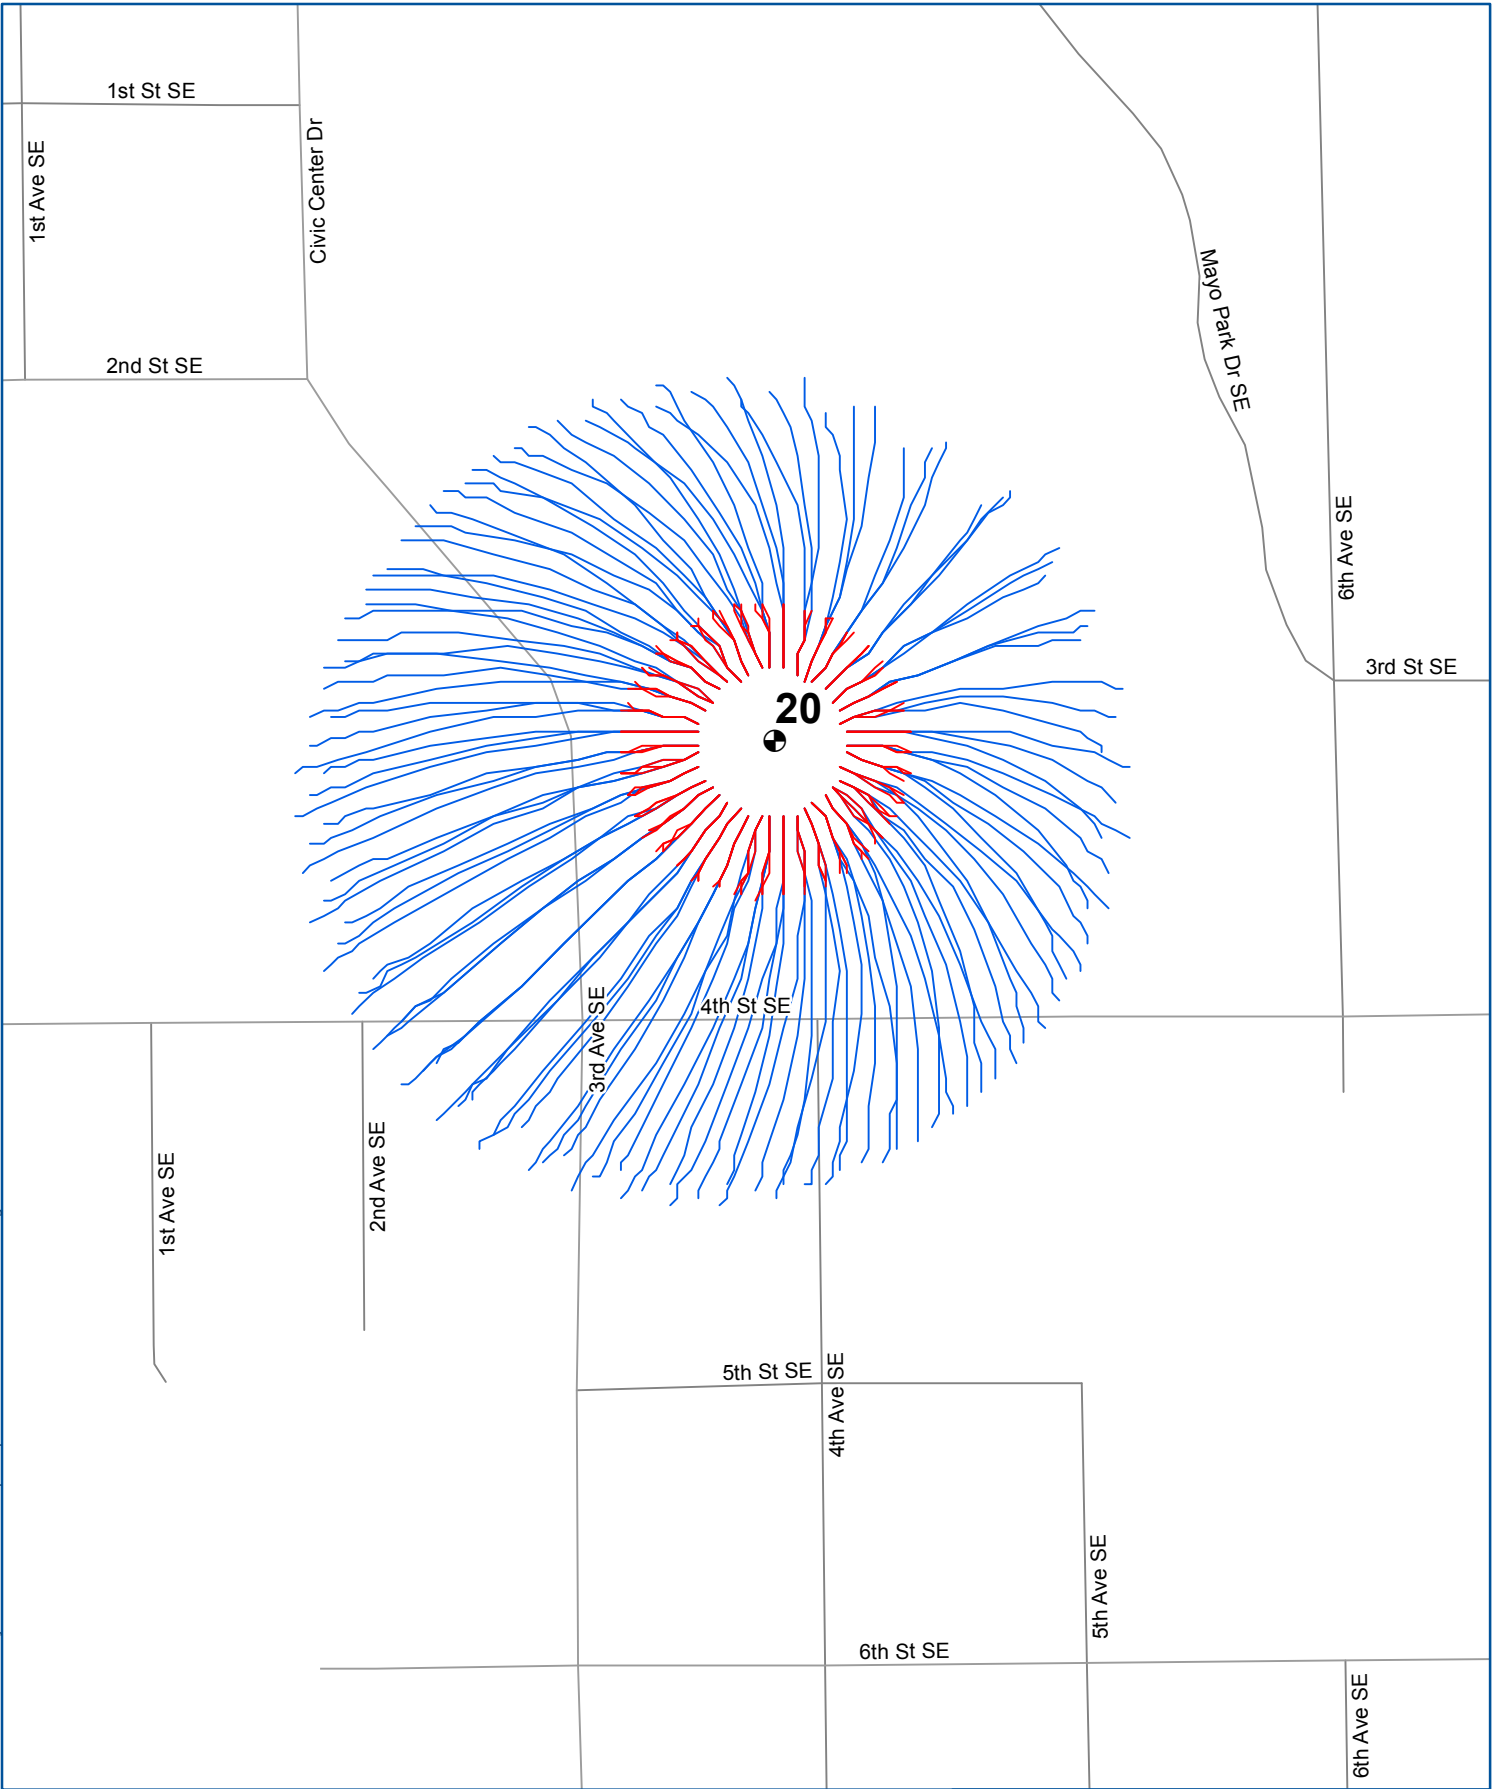 1st St SE
1st Ave SE
Civic Center Dr
Mayo Park Dr SE
2nd St SE
6th Ave SE
3rd St SE
20
4th St SE
3rd Ave SE
1st Ave SE
2nd Ave SE
5th St SE
4th Ave SE
5th Ave SE
6th St SE
6th Ave SE